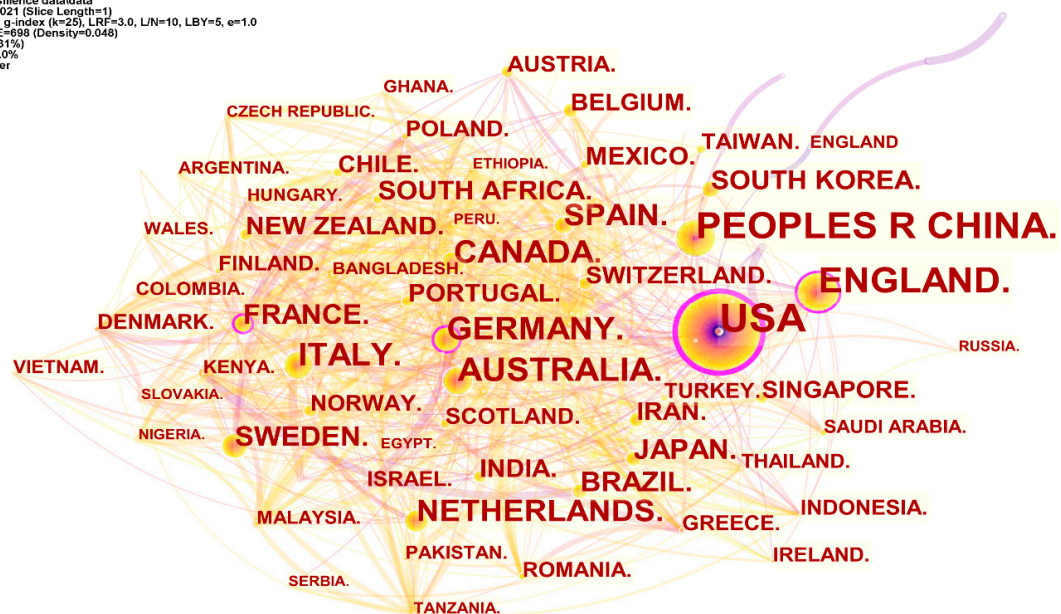 silience data\data
021 (Slice Length=1)
g-index (k=25), LRF=3.0, L/N=10, LBY=5, e=1.0
E=698 (Density=0.048)
31%)
.0%
er
AUSTRIA.
GHANA.
BELGIUM.
CZECH REPUBLIC.
POLAND.
TAIWAN.
ENGLAND
MEXICO.
ETHIOPIA.
CHILE.
ARGENTINA.
SOUTH KOREA.
SOUTH AFRICA.
HUNGARY.
SPAIN.
PERU.
NEW ZEALAND.
WALES.
PEOPLES R CHINA.
CANADA.
FINLAND.
BANGLADESH.
SWITZERLAND.
ENGLAND.
COLOMBIA.
PORTUGAL.
FRANCE.
DENMARK.
USA
GERMANY.
RUSSIA.
ITALY.
VIETNAM.
KENYA.
AUSTRALIA.
TURKEY.
SINGAPORE.
SLOVAKIA.
NORWAY.
IRAN.
SCOTLAND.
SAUDI ARABIA.
NIGERIA.
SWEDEN.
EGYPT.
JAPAN.
THAILAND.
INDIA.
ISRAEL.
BRAZIL.
INDONESIA.
NETHERLANDS.
MALAYSIA.
GREECE.
PAKISTAN.
IRELAND.
ROMANIA.
SERBIA.
TANZANIA.